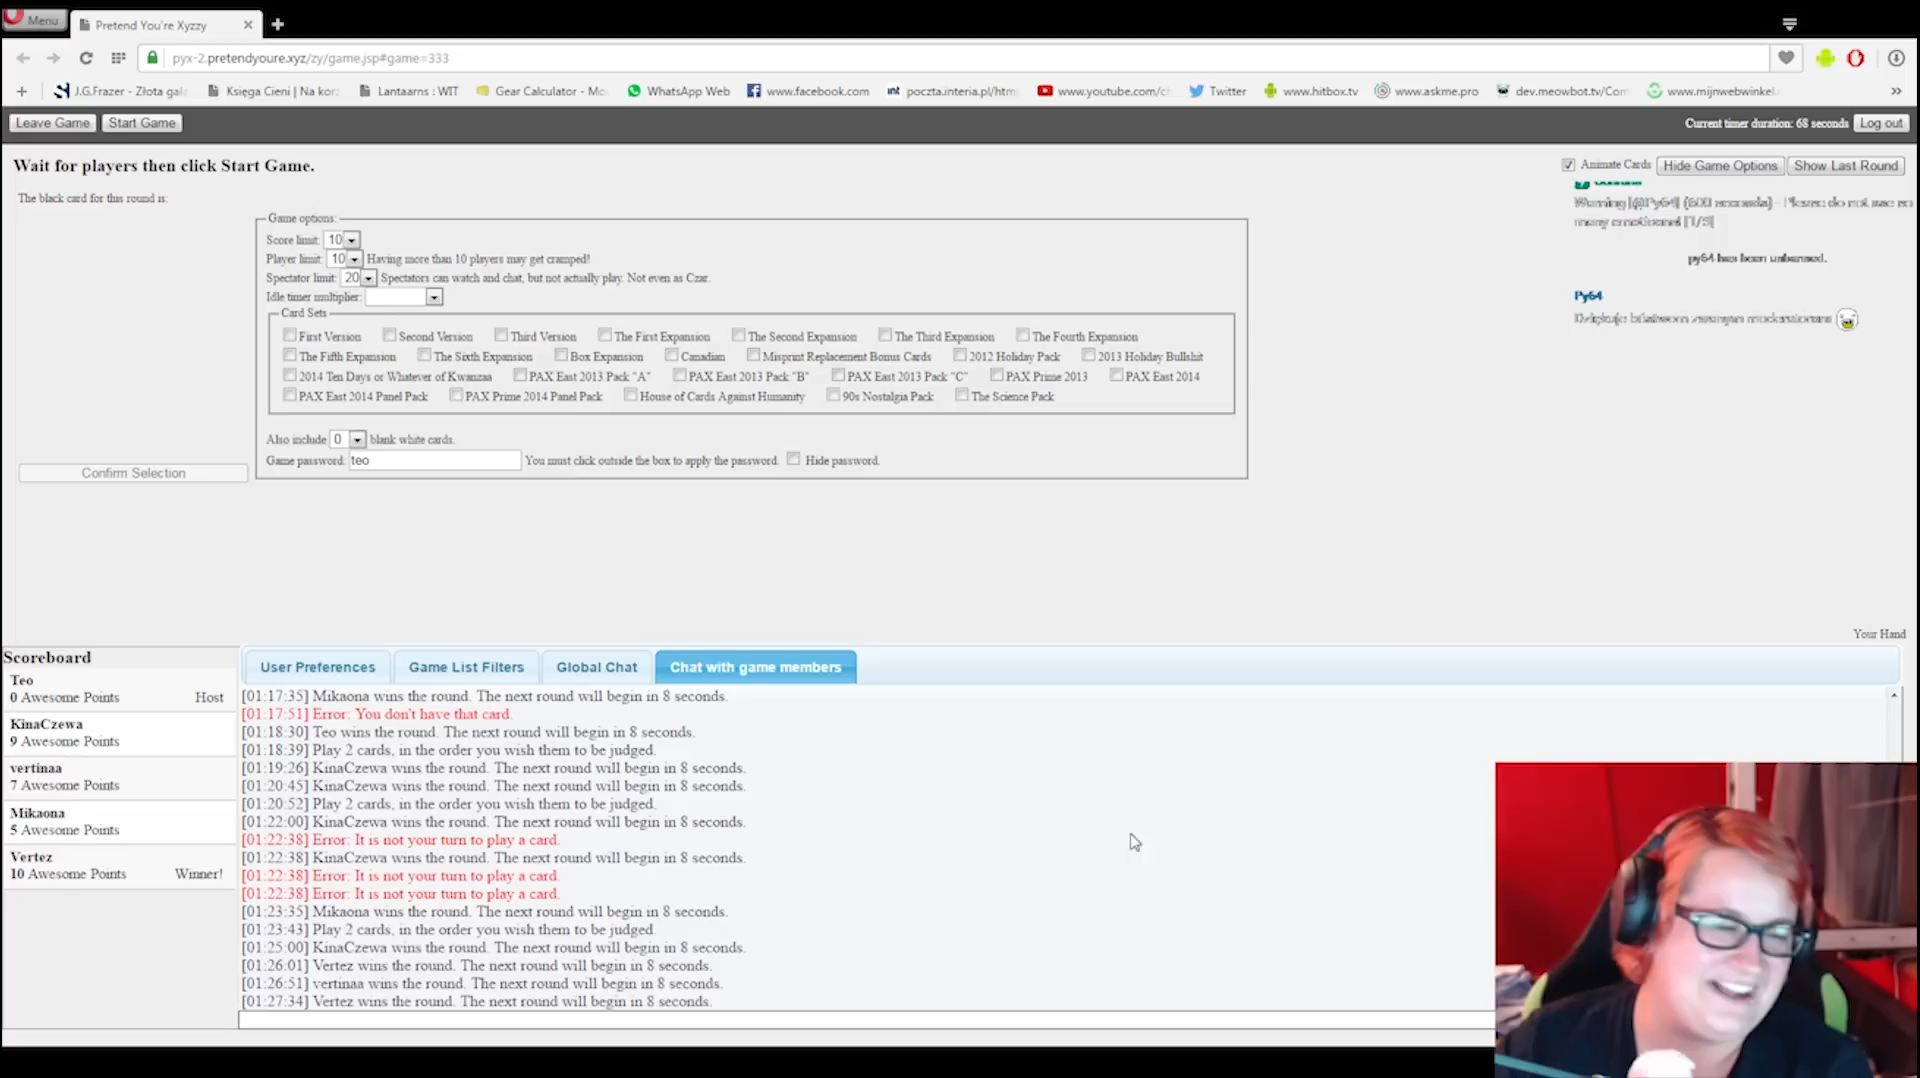 Menu
Pretend You're Xyzzy
pyx-2.pretendyoure.xyz/zy/game.jsp#game=333
J.G.Frazer - Złota gał
Księga Cieni | Na kor
Lantaarns : WIT
Gear Calculator - Mo
WhatsApp Web
www.facebook.com
int
poczta.interia.pl/htm
www.youtube.com/c
Twitter
www.hitbox.tv
www.askme.pro
dev.meowbot.tv/Com
www.mijnwebwinkel.
Leave Game
Start Game
Current timer duration: 68 seconds
Log out
Wait for players then click Start Game.
Animate Cards
Hide Game Options
Show Last Round
The black card for this round is:
Warning [@Py64] (600 seconds) - Please do not use so
many emotions! [1/5]
py64 has been unbanned.
Py64
Game options:
Score limit: 10
Player limit: 10 Having more than 10 players may get cramped!
Spectator limit: 20 Spectators can watch and chat, but not actually play. Not even as Czar.
Idle timer multiplier:
Card Sets
First Version Second Version Third Version The First Expansion The Second Expansion The Third Expansion The Fourth Expansion
The Fifth Expansion The Sixth Expansion Box Expansion Canadian Misprint Replacement Bonus Cards 2012 Holiday Pack 2013 Holiday Bullshit
2014 Ten Days or Whatever of Kwanzaa PAX East 2013 Pack "A" PAX East 2013 Pack "B" PAX East 2013 Pack "C" PAX Prime 2013 PAX East 2014
PAX East 2014 Panel Pack PAX Prime 2014 Panel Pack House of Cards Against Humanity 90s Nostalgia Pack The Science Pack
Also include 0 blank white cards.
Game password: teo You must click outside the box to apply the password. Hide password.
Confirm Selection
Your Hand
Scoreboard
Teo
0 Awesome Points Host
KinaCzewa
9 Awesome Points
vertinaa
7 Awesome Points
Mikaona
5 Awesome Points
Vertez
10 Awesome Points Winner!
User Preferences
Game List Filters
Global Chat
Chat with game members
[01:17:35] Mikaona wins the round. The next round will begin in 8 seconds.
[01:17:51] Error: You don't have that card.
[01:18:30] Teo wins the round. The next round will begin in 8 seconds.
[01:18:39] Play 2 cards, in the order you wish them to be judged.
[01:19:26] KinaCzewa wins the round. The next round will begin in 8 seconds.
[01:20:45] KinaCzewa wins the round. The next round will begin in 8 seconds.
[01:20:52] Play 2 cards, in the order you wish them to be judged.
[01:22:00] KinaCzewa wins the round. The next round will begin in 8 seconds.
[01:22:38] Error: It is not your turn to play a card.
[01:22:38] KinaCzewa wins the round. The next round will begin in 8 seconds.
[01:22:38] Error: It is not your turn to play a card.
[01:22:38] Error: It is not your turn to play a card.
[01:23:35] Mikaona wins the round. The next round will begin in 8 seconds.
[01:23:43] Play 2 cards, in the order you wish them to be judged.
[01:25:00] KinaCzewa wins the round. The next round will begin in 8 seconds.
[01:26:01] Vertez wins the round. The next round will begin in 8 seconds.
[01:26:51] vertinaa wins the round. The next round will begin in 8 seconds.
[01:27:34] Vertez wins the round. The next round will begin in 8 seconds.